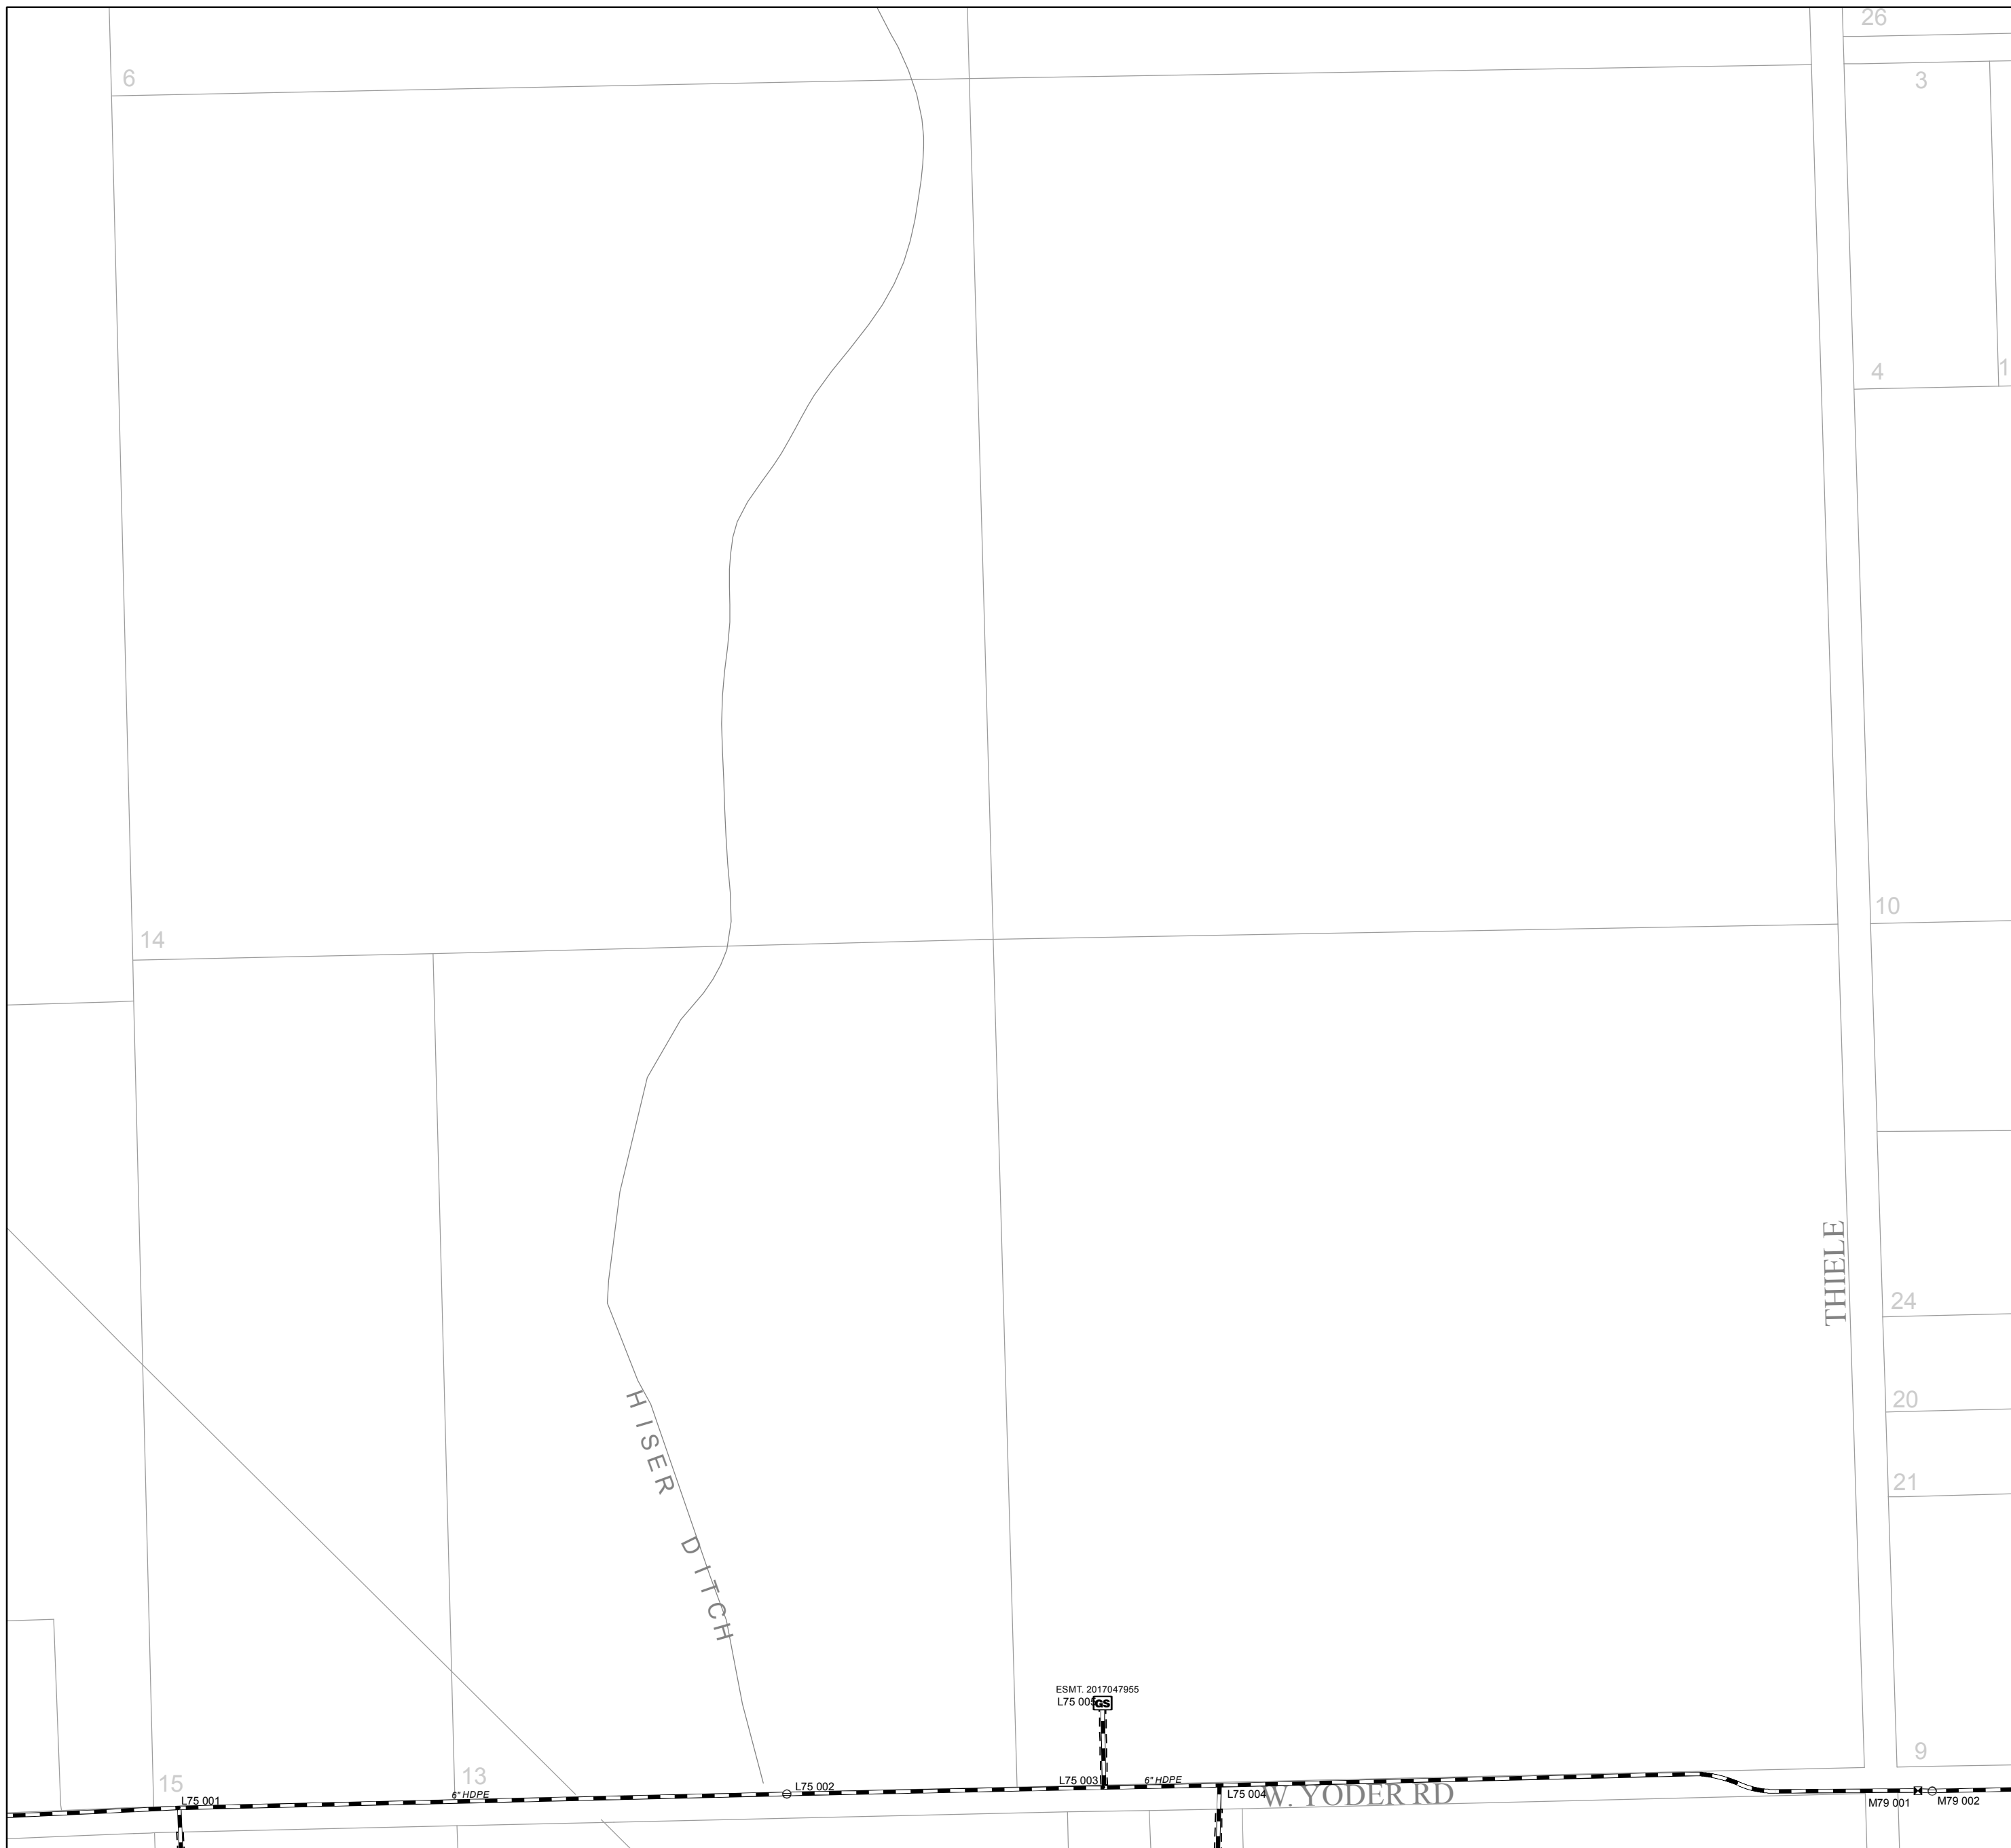 26
6
3
4
1
10
14
THIELE
24
20
HISER DITCH
21
ESMT. 2017047955
L75 005
GS
9
15
13
L75 001
6" HDPE
L75 002
L75 003
6" HDPE
L75 004
W. YODER RD
M79 001
M79 002